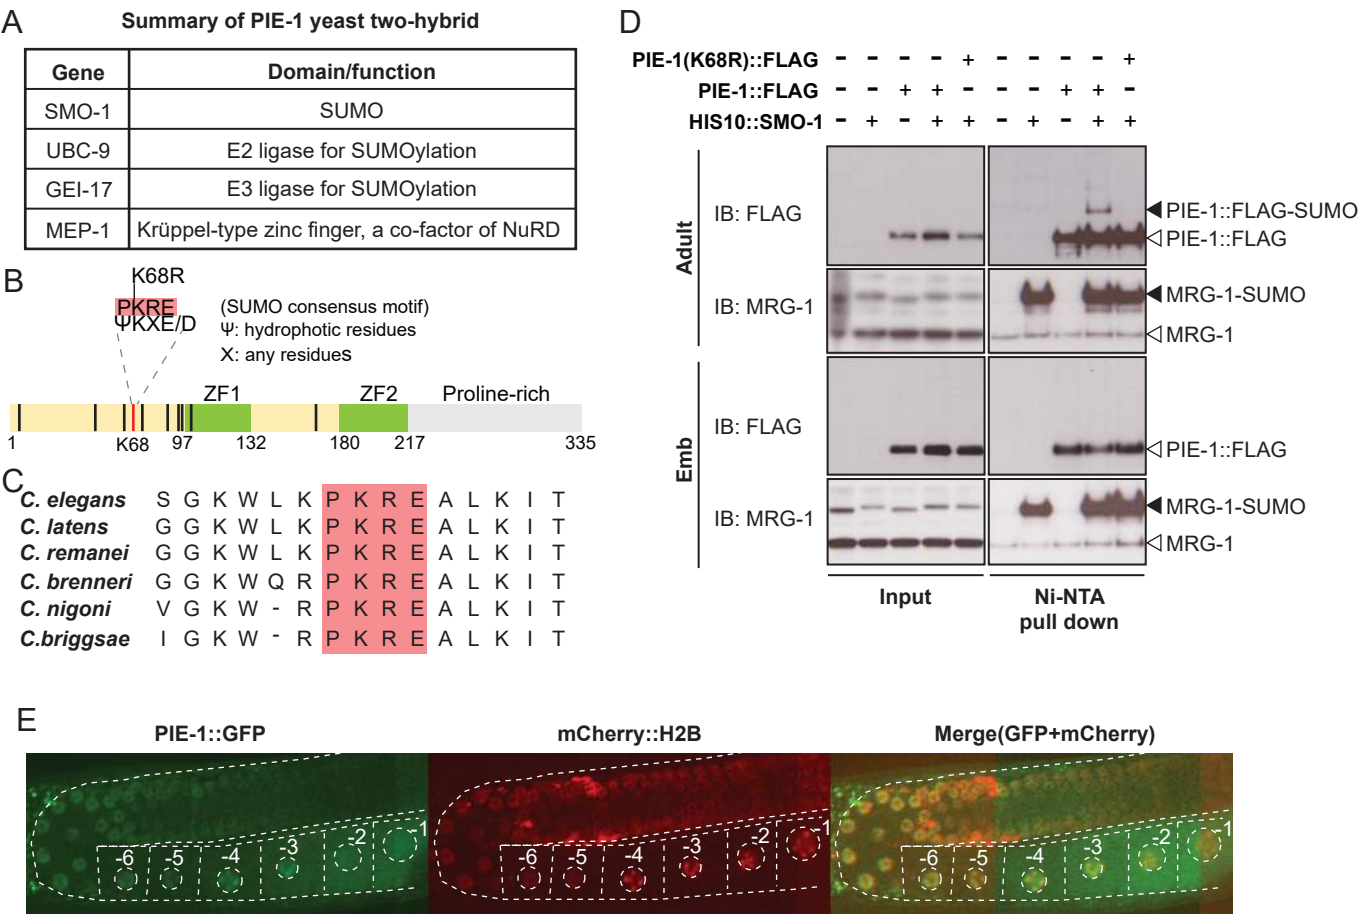 A
Summary of PIE-1 yeast two-hybrid
Gene Domain/function
SMO-1 SUMO
UBC-9 E2 ligase for SUMOylation
GEI-17 E3 ligase for SUMOylation
MEP-1 Krüppel-type zinc finger, a co-factor of NuRD
B
K68R
PKRE (SUMO consensus motif)
ΨKXE/D Ψ: hydrophotic residues
X: any residues
ZF1 ZF2 Proline-rich
1 K68 97 132 180 217 335
C
C. elegans S G K W L K P K R E A L K I T
C. latens G G K W L K P K R E A L K I T
C. remanei G G K W L K P K R E A L K I T
C. brenneri G G K W Q R P K R E A L K I T
C. nigoni V G K W - R P K R E A L K I T
C.briggsae I G K W - R P K R E A L K I T
D
PIE-1(K68R)::FLAG - - - - + - - - - +
PIE-1::FLAG - - + + - - - + + -
HIS10::SMO-1 - + - + + - + - + +
Adult
IB: FLAG
PIE-1::FLAG-SUMO
PIE-1::FLAG
IB: MRG-1
MRG-1-SUMO
MRG-1
Emb
IB: FLAG
PIE-1::FLAG
IB: MRG-1
MRG-1-SUMO
MRG-1
Input
Ni-NTA
pull down
E
PIE-1::GFP mCherry::H2B Merge(GFP+mCherry)
-6 -5 -4 -3 -2 -1
-6 -5 -4 -3 -2 -1
-6 -5 -4 -3 -2 -1